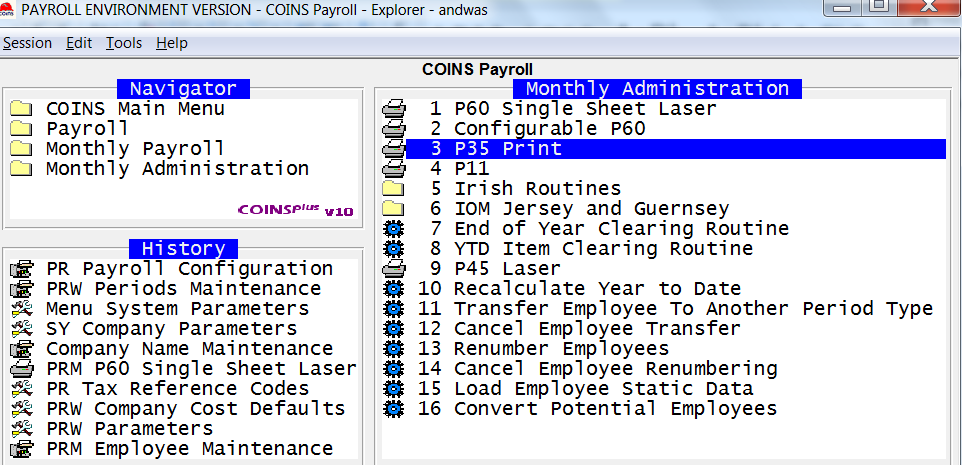 PAYROLL ENVIRONMENT VERSION - COINS Payroll - Explorer - andwas
Session Edit Tools Help
COINS Payroll
Navigator
COINS Main Menu
Payroll
Monthly Payroll
Monthly Administration
COINSplus v10
History
PR Payroll Configuration
PRW Periods Maintenance
Menu System Parameters
SY Company Parameters
Company Name Maintenance
PRM P60 Single Sheet Laser
PR Tax Reference Codes
PRW Company Cost Defaults
PRW Parameters
PRM Employee Maintenance
Monthly Administration
1 P60 Single Sheet Laser
2 Configurable P60
3 P35 Print
4 P11
5 Irish Routines
6 IOM Jersey and Guernsey
7 End of Year Clearing Routine
8 YTD Item Clearing Routine
9 P45 Laser
10 Recalculate Year to Date
11 Transfer Employee To Another Period Type
12 Cancel Employee Transfer
13 Renumber Employees
14 Cancel Employee Renumbering
15 Load Employee Static Data
16 Convert Potential Employees